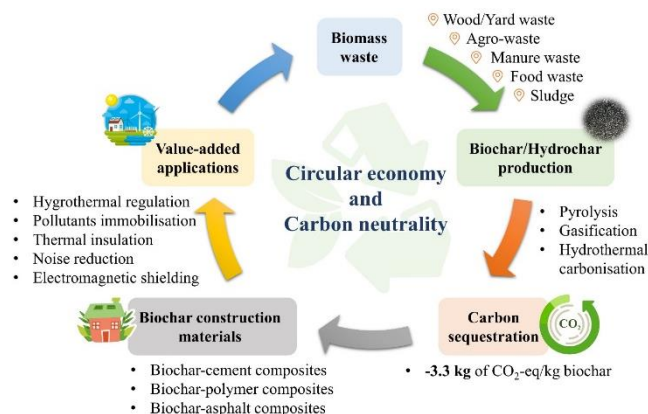 Biomass
waste
Wood/Yard waste
Agro-waste
Manure waste
Food waste
Sludge
Biochar/Hydrochar
production
• Pyrolysis
• Gasification
• Hydrothermal
carbonisation
Carbon
sequestration
CO₂
• -3.3 kg of CO₂-eq/kg biochar
Biochar construction
materials
• Biochar-cement composites
• Biochar-polymer composites
• Biochar-asphalt composites
Value-added
applications
• Hygrothermal regulation
• Pollutants immobilisation
• Thermal insulation
• Noise reduction
• Electromagnetic shielding
Circular economy
and
Carbon neutrality